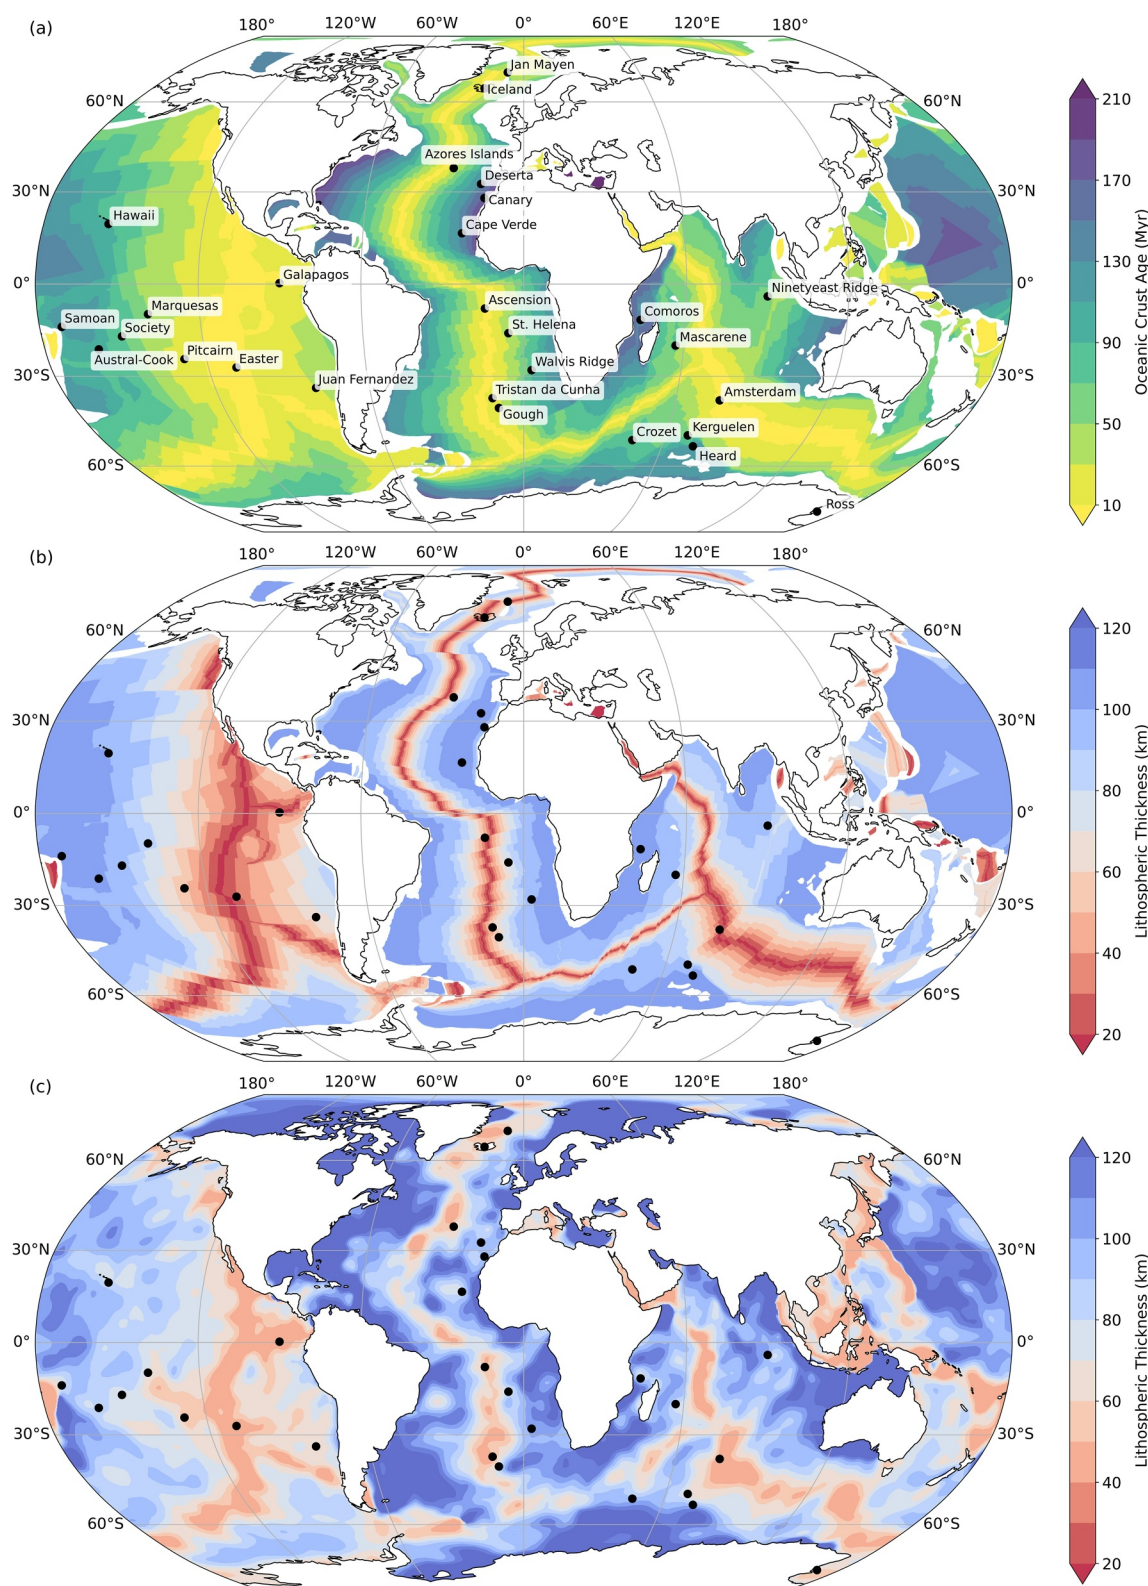 (a)
180° 120°W 60°W 0° 60°E 120°E 180°
Jan Mayen
Iceland
60°N 60°N
Azores Islands
Deserta
30°N Canary 30°N
Hawaii
Cape Verde
Galapagos
0° 0°
Ninetyeast Ridge
Marquesas
Ascension
Samoan
Comoros
Society
St. Helena
Mascarene
Austral-Cook
Pitcairn
Easter
Walvis Ridge
30°S 30°S
Juan Fernandez
Tristan da Cunha
Amsterdam
Gough
Crozet
Kerguelen
Heard
60°S 60°S
Ross
210
170
130
90
50
10
Oceanic Crust Age (Myr)
(b)
180° 120°W 60°W 0° 60°E 120°E 180°
60°N 60°N
30°N 30°N
0° 0°
30°S 30°S
60°S 60°S
120
100
80
60
40
20
Lithospheric Thickness (km)
(c)
180° 120°W 60°W 0° 60°E 120°E 180°
60°N 60°N
30°N 30°N
0° 0°
30°S 30°S
60°S 60°S
120
100
80
60
40
20
Lithospheric Thickness (km)